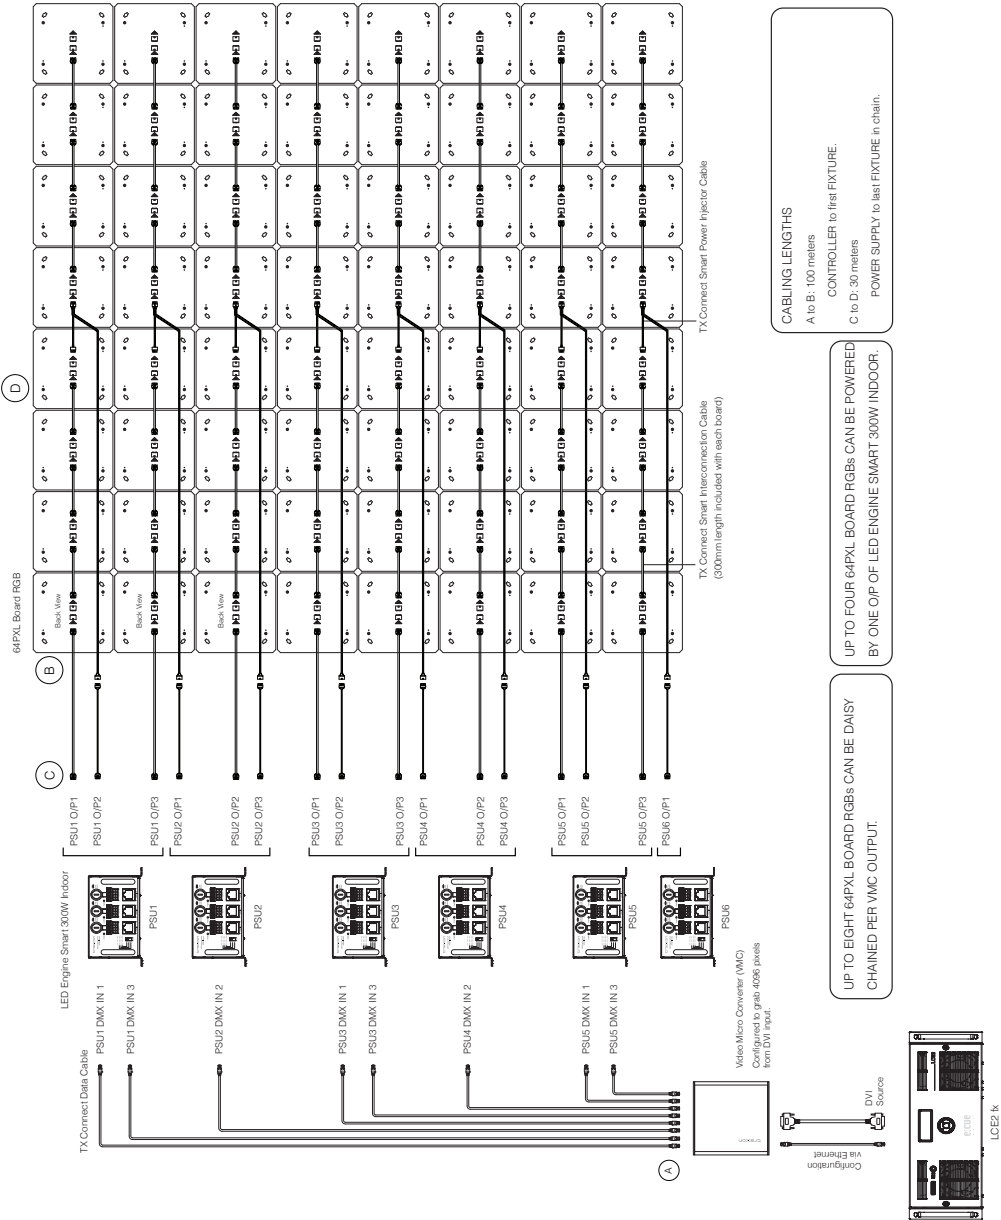 64PXL Board RGB
Back View
Back View
Back View
D
B
C
TX Connect Smart Power Injector Cable
TX Connect Smart Interconnection Cable
(300mm length included with each board)
PSU1 O/P1
PSU1 O/P2
PSU1 O/P3
PSU2 O/P1
PSU2 O/P2
PSU2 O/P3
PSU3 O/P1
PSU3 O/P2
PSU3 O/P3
PSU4 O/P1
PSU4 O/P2
PSU4 O/P3
PSU5 O/P1
PSU5 O/P2
PSU5 O/P3
PSU6 O/P1
LED Engine Smart 300W Indoor
PSU1
PSU2
PSU3
PSU4
PSU5
PSU6
TX Connect Data Cable
PSU1 DMX IN 1
PSU1 DMX IN 3
PSU2 DMX IN 2
PSU3 DMX IN 1
PSU3 DMX IN 3
PSU4 DMX IN 2
PSU5 DMX IN 1
PSU5 DMX IN 3
A
Video Micro Converter (VMC)
Configured to grab 4096 pixels
from DVI input.
traxon
Configuration
via Ethernet
DVI
Source
e:cue
LCE2 tx
CABLING LENGTHS
A to B: 100 meters
CONTROLLER to first FIXTURE.
C to D: 30 meters
POWER SUPPLY to last FIXTURE in chain.
UP TO FOUR 64PXL BOARD RGBs CAN BE POWERED
BY ONE O/P OF LED ENGINE SMART 300W INDOOR.
UP TO EIGHT 64PXL BOARD RGBs CAN BE DAISY
CHAINED PER VMC OUTPUT.